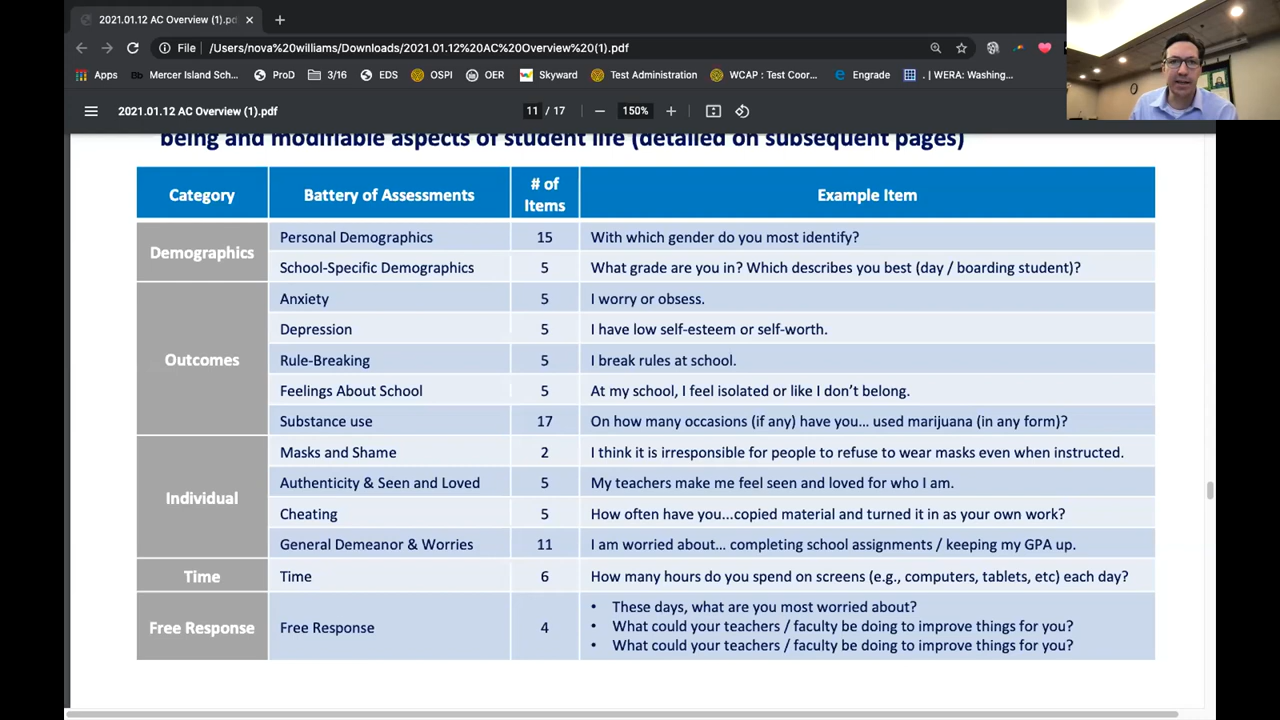 2021.01.12 AC Overview (1).pd
File
/Users/nova%20williams/Downloads/2021.01.12%20AC%20Overview%20(1).pdf
Apps
Mercer Island Sch...
ProD
3/16
EDS
OSPI
OER
Skyward
Test Administration
WCAP : Test Coor...
Engrade
. | WERA: Washing...
2021.01.12 AC Overview (1).pdf
11 / 17
150%
being and modifiable aspects of student life (detailed on subsequent pages)
Category
Battery of Assessments
# of
Items
Example Item
Demographics
Personal Demographics
15
With which gender do you most identify?
School-Specific Demographics
5
What grade are you in? Which describes you best (day / boarding student)?
Outcomes
Anxiety
5
I worry or obsess.
Depression
5
I have low self-esteem or self-worth.
Rule-Breaking
5
I break rules at school.
Feelings About School
5
At my school, I feel isolated or like I don’t belong.
Substance use
17
On how many occasions (if any) have you... used marijuana (in any form)?
Individual
Masks and Shame
2
I think it is irresponsible for people to refuse to wear masks even when instructed.
Authenticity & Seen and Loved
5
My teachers make me feel seen and loved for who I am.
Cheating
5
How often have you...copied material and turned it in as your own work?
General Demeanor & Worries
11
I am worried about... completing school assignments / keeping my GPA up.
Time
Time
6
How many hours do you spend on screens (e.g., computers, tablets, etc) each day?
Free Response
Free Response
4
• These days, what are you most worried about?
• What could your teachers / faculty be doing to improve things for you?
• What could your teachers / faculty be doing to improve things for you?